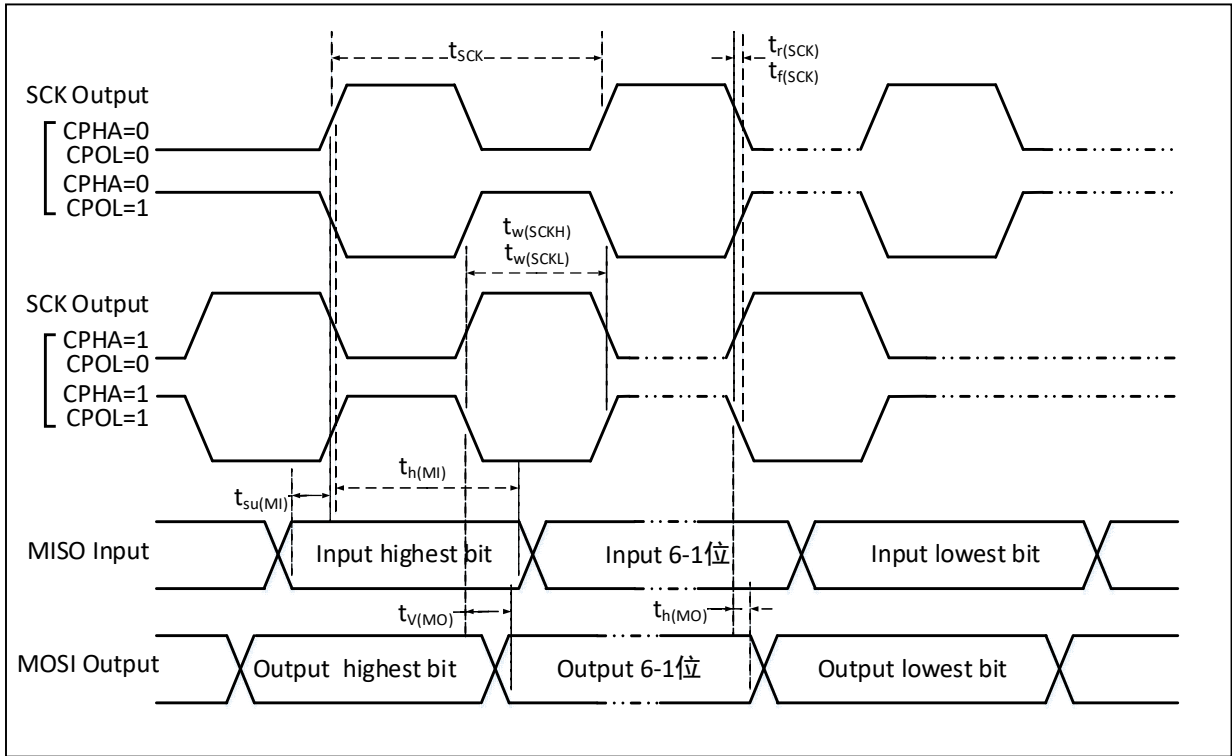 tSCK
tr(SCK)
tf(SCK)
SCK Output
CPHA=0
CPOL=0
CPHA=0
CPOL=1
tw(SCKH)
tw(SCKL)
SCK Output
CPHA=1
CPOL=0
CPHA=1
CPOL=1
th(MI)
tsu(MI)
MISO Input
Input highest bit
Input 6-1位
Input lowest bit
tV(MO)
th(MO)
MOSI Output
Output highest bit
Output 6-1位
Output lowest bit